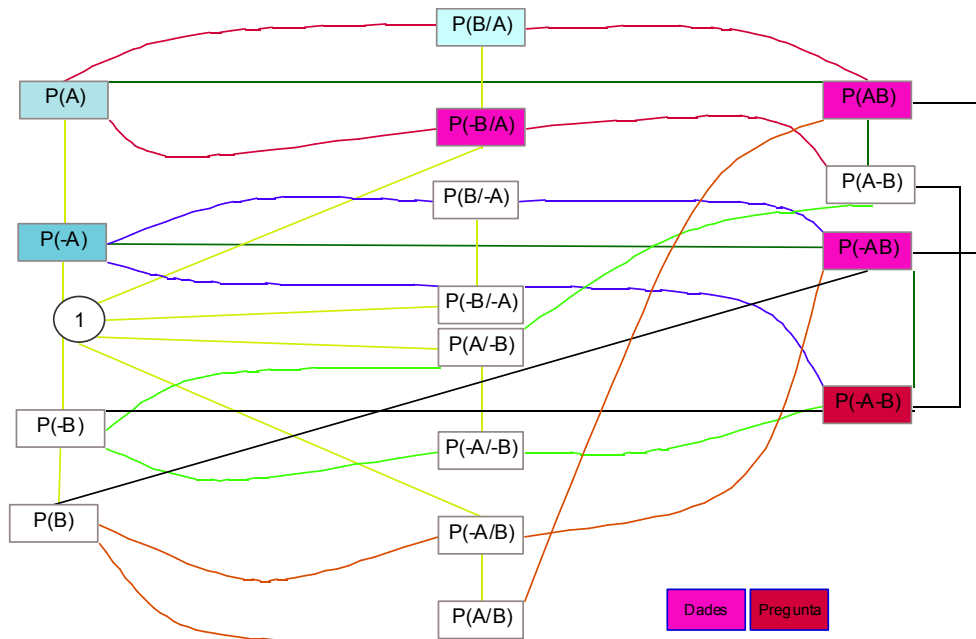 P(B/A)
P(A)
P(AB)
P(-B/A)
P(A-B)
P(B/-A)
P(-A)
P(-AB)
P(-B/-A)
1
P(A/-B)
P(-A-B)
P(-B)
P(-A/-B)
P(B)
P(-A/B)
P(A/B)
Dades
Pregunta